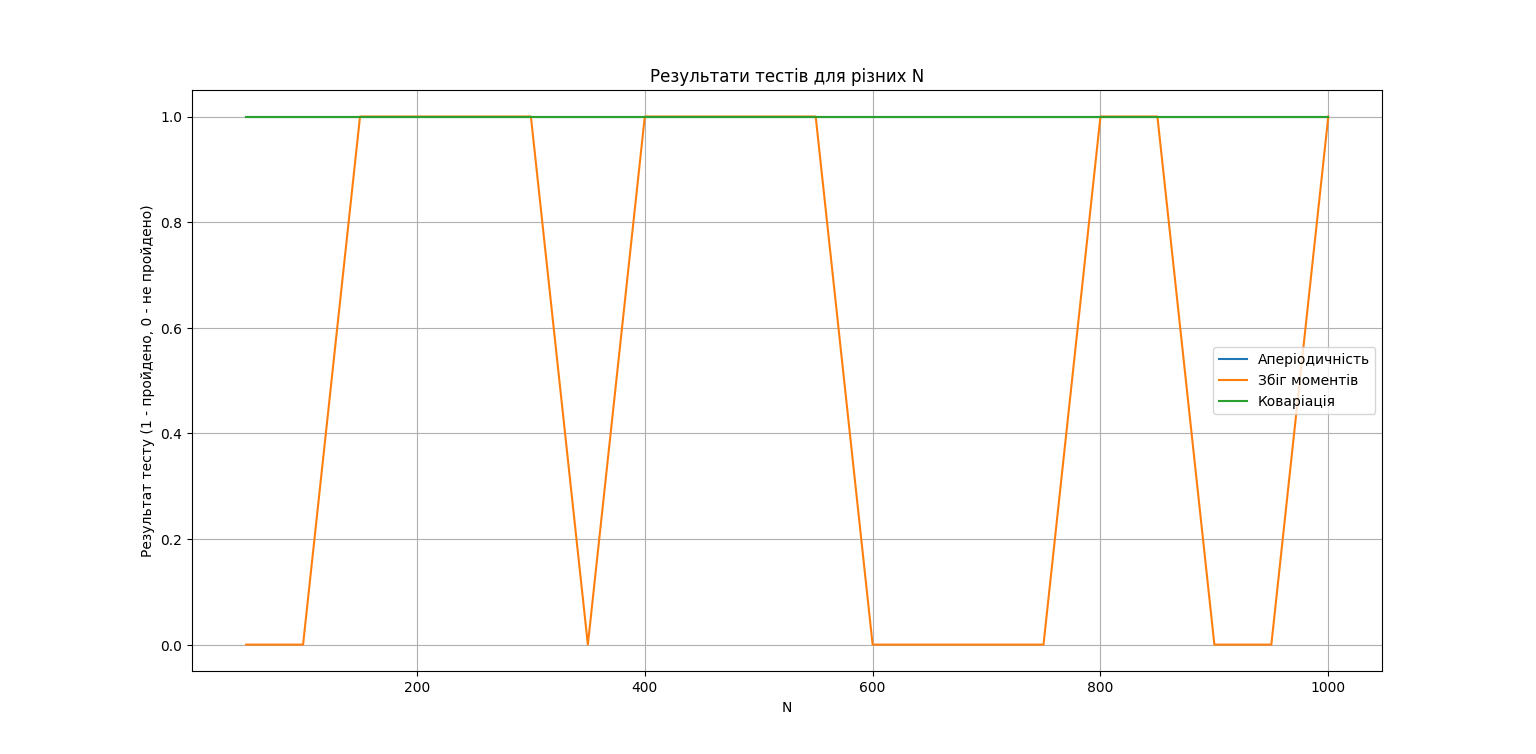 Результати тестів для різних N
Результат тесту (1 - пройдено, 0 - не пройдено)
1.0
0.8
0.6
0.4
0.2
0.0
Аперіодичність
Збіг моментів
Коваріація
200 400 600 800 1000
N